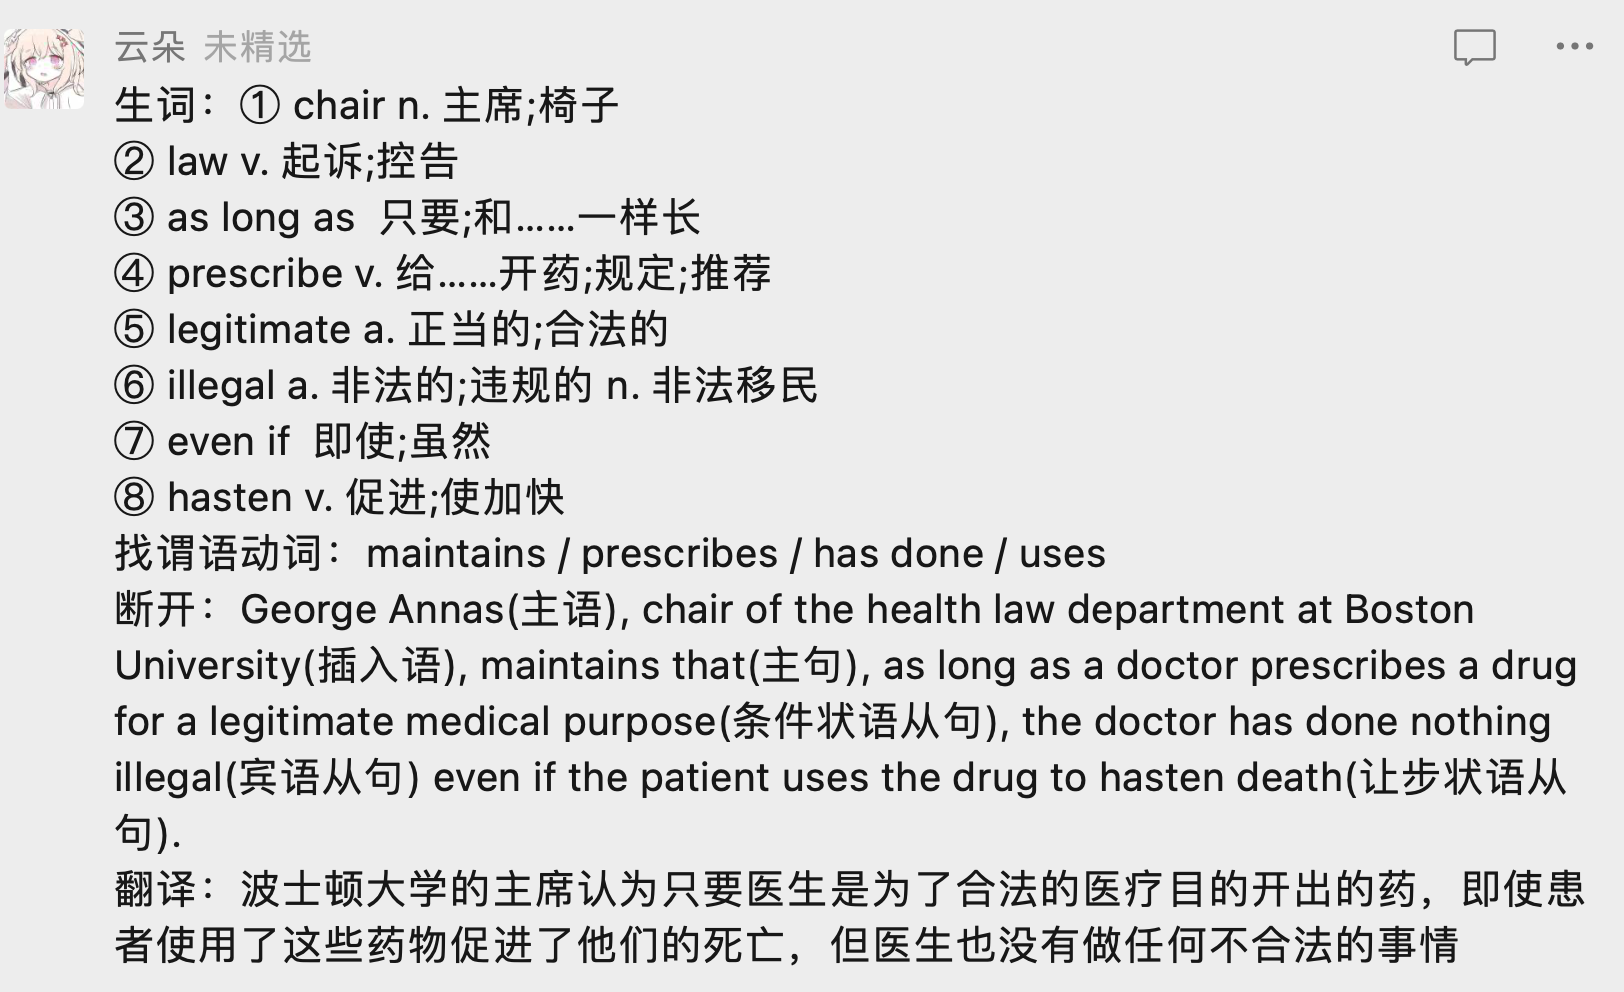 云朵 未精选
生词：① chair n. 主席;椅子
② law v. 起诉;控告
③ as long as  只要;和……一样长
④ prescribe v. 给……开药;规定;推荐
⑤ legitimate a. 正当的;合法的
⑥ illegal a. 非法的;违规的 n. 非法移民
⑦ even if  即使;虽然
⑧ hasten v. 促进;使加快
找谓语动词：maintains / prescribes / has done / uses
断开：George Annas(主语), chair of the health law department at Boston
University(插入语), maintains that(主句), as long as a doctor prescribes a drug
for a legitimate medical purpose(条件状语从句), the doctor has done nothing
illegal(宾语从句) even if the patient uses the drug to hasten death(让步状语从
句).
翻译：波士顿大学的主席认为只要医生是为了合法的医疗目的开出的药，即使患
者使用了这些药物促进了他们的死亡，但医生也没有做任何不合法的事情